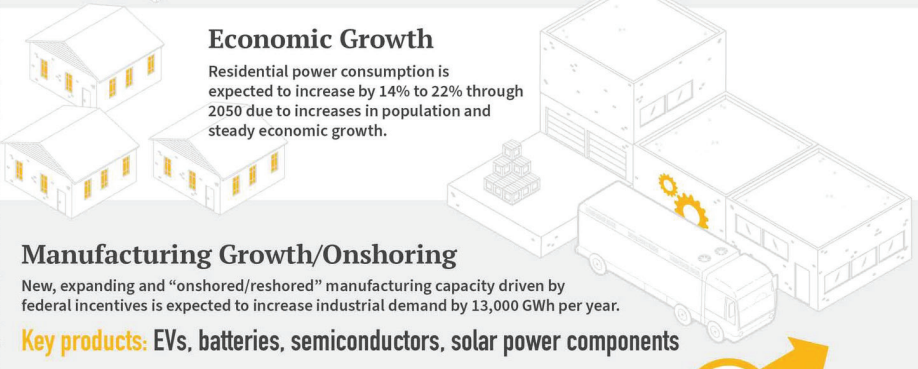 Economic Growth
Residential power consumption is
expected to increase by 14% to 22% through
2050 due to increases in population and
steady economic growth.
Manufacturing Growth/Onshoring
New, expanding and “onshored/reshored” manufacturing capacity driven by
federal incentives is expected to increase industrial demand by 13,000 GWh per year.
Key products: EVs, batteries, semiconductors, solar power components